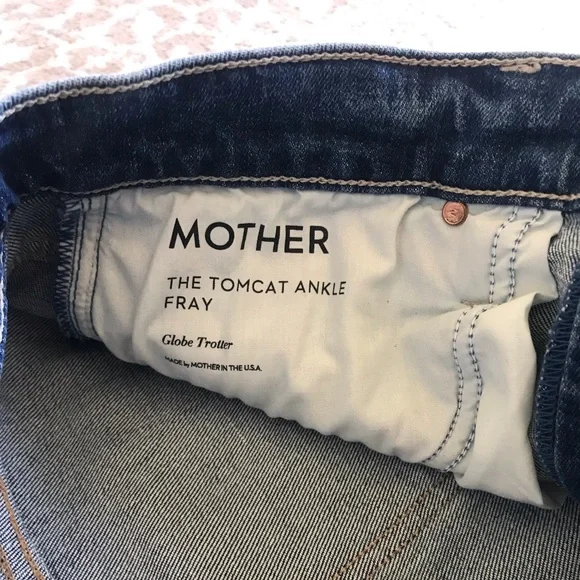 MOTHER
THE TOMCAT ANKLE
FRAY
Globe Trotter
MADE by MOTHER IN THE U.S.A.